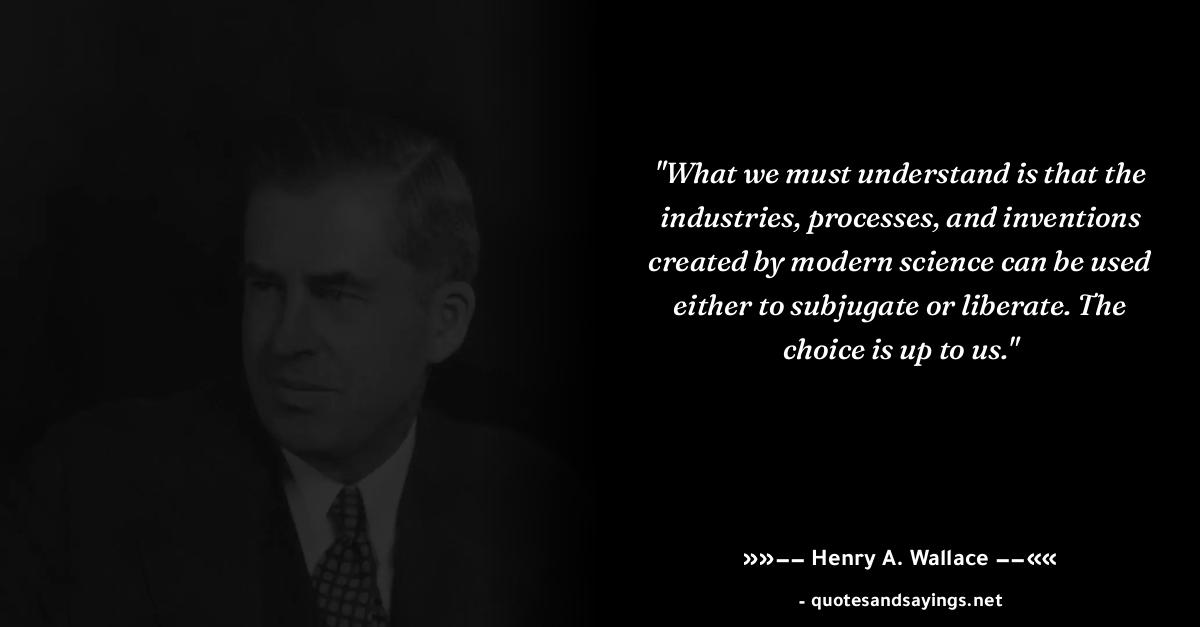 "What we must understand is that the
industries, processes, and inventions
created by modern science can be used
either to subjugate or liberate. The
choice is up to us."
»»–– Henry A. Wallace ––««
- quotesandsayings.net